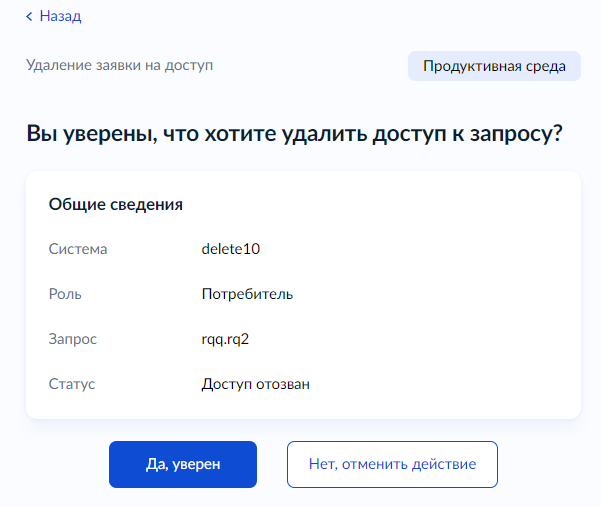 Назад
Удаление заявки на доступ
Продуктивная среда
Вы уверены, что хотите удалить доступ к запросу?
Общие сведения
Система delete10
Роль Потребитель
Запрос rqq.rq2
Статус Доступ отозван
Да, уверен Нет, отменить действие